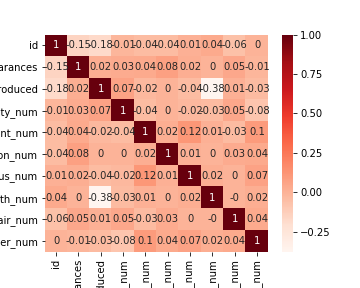 id 1 -0.15 -0.18 -0.01 -0.04 -0.04 0.01 0.04 -0.06 0
arances -0.15 1 0.02 0.03 0.04 0.08 0.02 0 0.05 -0.01
roduced -0.18 0.02 1 0.07 -0.02 0 -0.04 -0.38 0.01 -0.03
ty_num -0.01 0.03 0.07 1 -0.04 0 -0.02 -0.03 0.05 -0.08
nt_num -0.04 0.04 -0.02 -0.04 1 0.02 0.12 0.01 -0.03 0.1
on_num -0.04 0.08 0 0 0.02 1 0.01 0 0.03 0.04
us_num 0.01 0.02 -0.04 -0.02 0.12 0.01 1 0.02 0 0.07
th_num 0.04 0 -0.38 -0.03 0.01 0 0.02 1 -0 0.02
air_num -0.06 0.05 0.01 0.05 -0.03 0.03 0 -0 1 0.04
er_num 0 -0.01 -0.03 -0.08 0.1 0.04 0.07 0.02 0.04 1
id
ances
duced
_num
_num
_num
_num
_num
_num
_num
1.00
0.75
0.50
0.25
0.00
−0.25